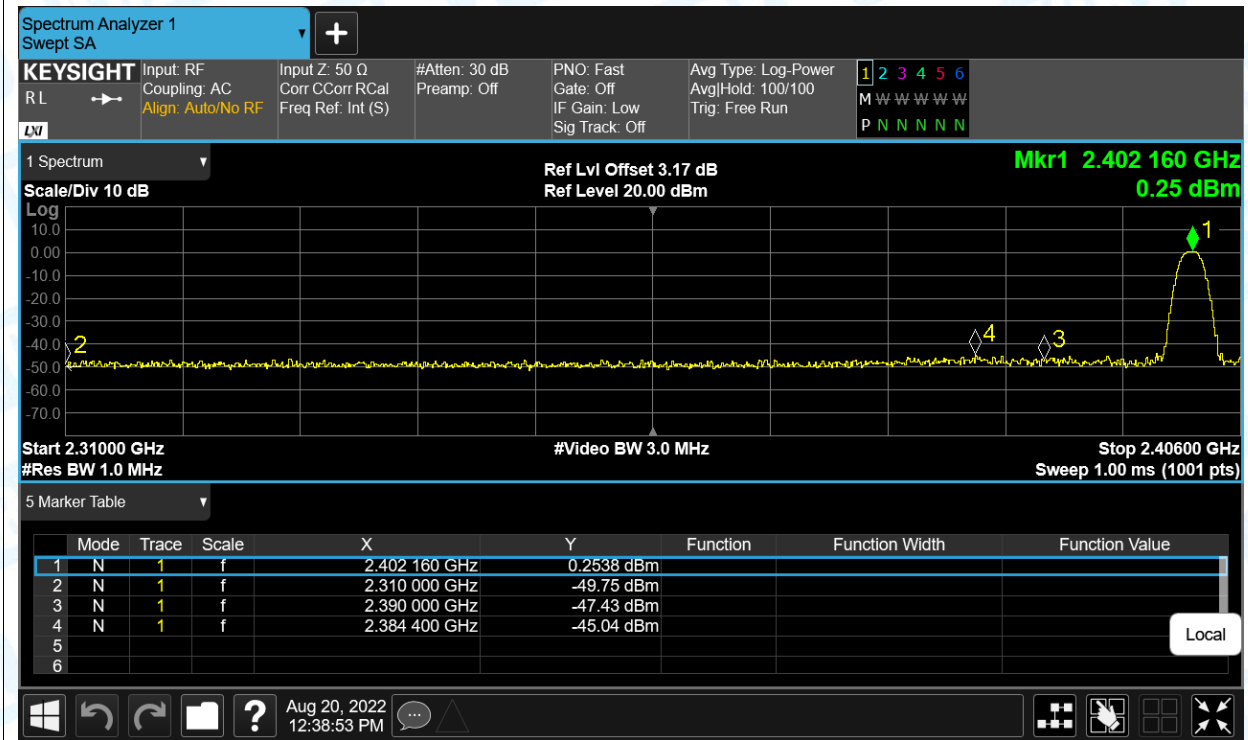 Spectrum Analyzer 1
Swept SA
KEYSIGHT
R L
LXI
Input: RF
Coupling: AC
Align: Auto/No RF
Input Z: 50 Ω
Corr CCorr RCal
Freq Ref: Int (S)
#Atten: 30 dB
Preamp: Off
PNO: Fast
Gate: Off
IF Gain: Low
Sig Track: Off
Avg Type: Log-Power
Avg|Hold: 100/100
Trig: Free Run
1 2 3 4 5 6
M W W W W W W
P N N N N N N
1 Spectrum
Scale/Div 10 dB
Ref Lvl Offset 3.17 dB
Ref Level 20.00 dBm
Mkr1 2.402 160 GHz
0.25 dBm
Log
10.0
0.00
-10.0
-20.0
-30.0
-40.0
-50.0
-60.0
-70.0
1
2
4
3
Start 2.31000 GHz
#Video BW 3.0 MHz
Stop 2.40600 GHz
#Res BW 1.0 MHz
Sweep 1.00 ms (1001 pts)
5 Marker Table
Mode Trace Scale X Y Function Function Width Function Value
1 N 1 f 2.402 160 GHz 0.2538 dBm
2 N 1 f 2.310 000 GHz -49.75 dBm
3 N 1 f 2.390 000 GHz -47.43 dBm
4 N 1 f 2.384 400 GHz -45.04 dBm
5
6
Local
?
Aug 20, 2022
12:38:53 PM